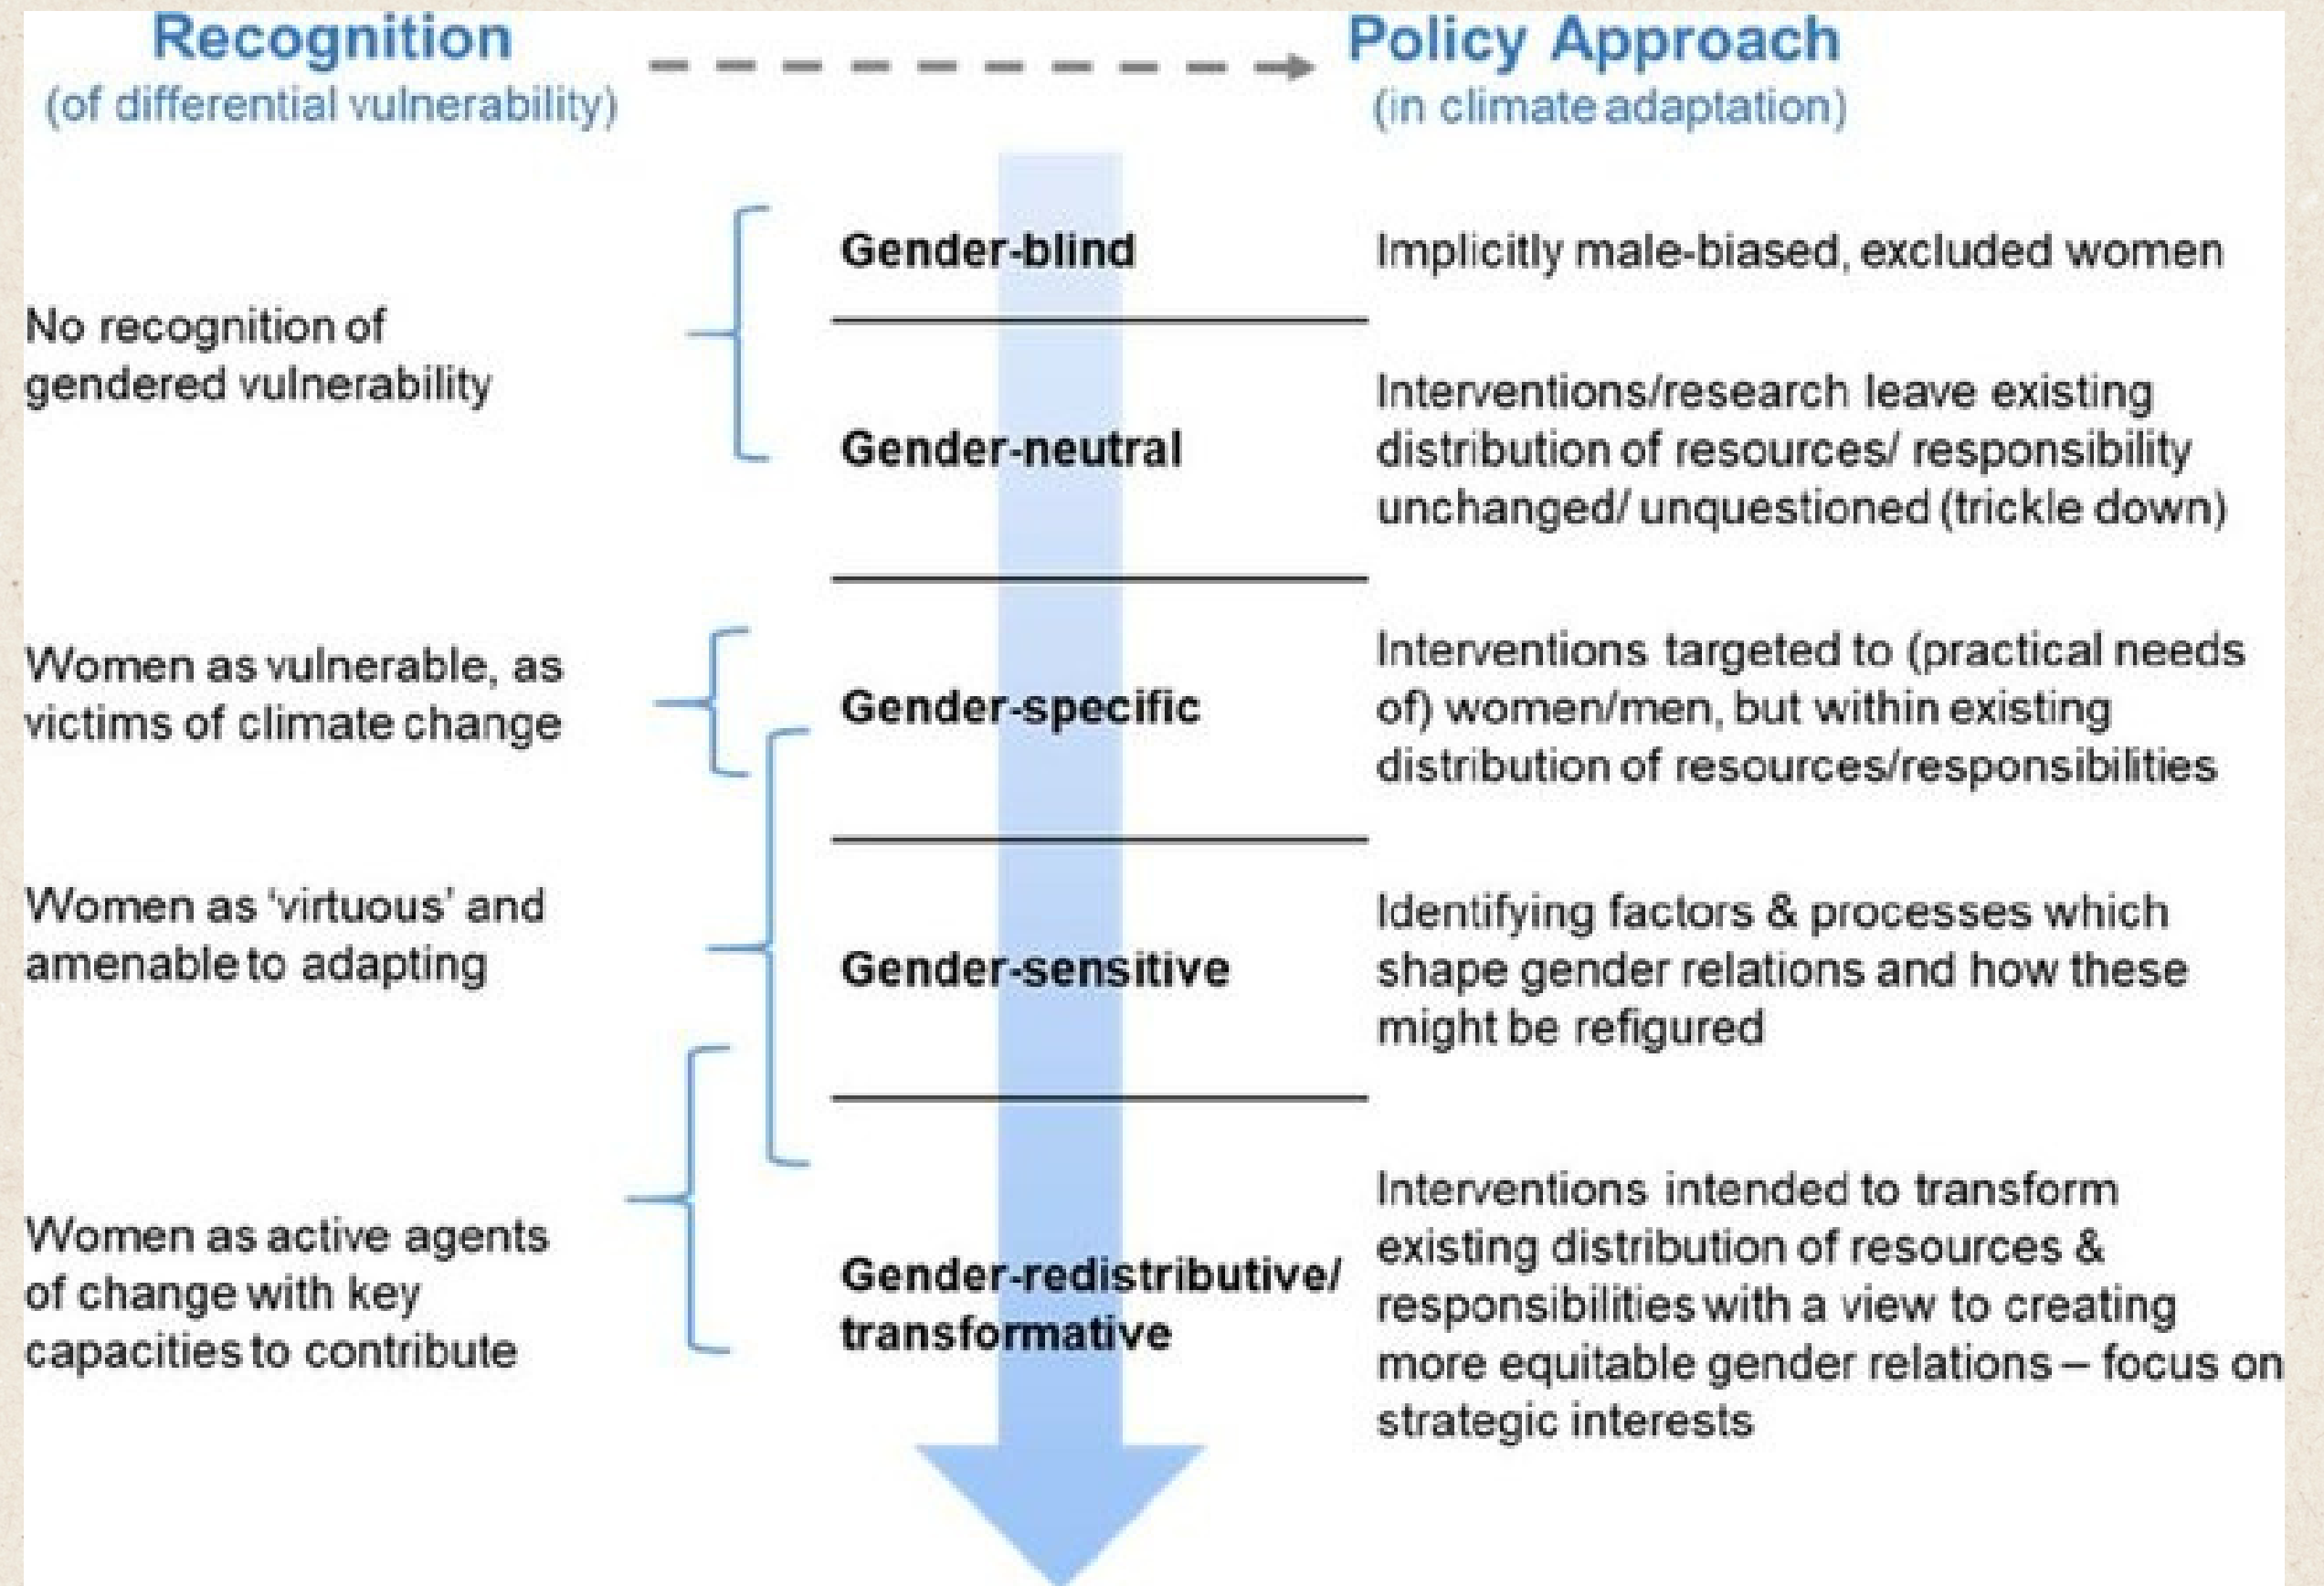 Recognition
(of differential vulnerability)
Policy Approach
(in climate adaptation)
No recognition of
gendered vulnerability
Gender-blind
Implicitly male-biased, excluded women
Gender-neutral
Interventions/research leave existing
distribution of resources/ responsibility
unchanged/ unquestioned (trickle down)
Women as vulnerable, as
victims of climate change
Gender-specific
Interventions targeted to (practical needs
of) women/men, but within existing
distribution of resources/responsibilities
Women as ‘virtuous’ and
amenable to adapting
Gender-sensitive
Identifying factors & processes which
shape gender relations and how these
might be refigured
Women as active agents
of change with key
capacities to contribute
Gender-redistributive/
transformative
Interventions intended to transform
existing distribution of resources &
responsibilities with a view to creating
more equitable gender relations – focus on
strategic interests